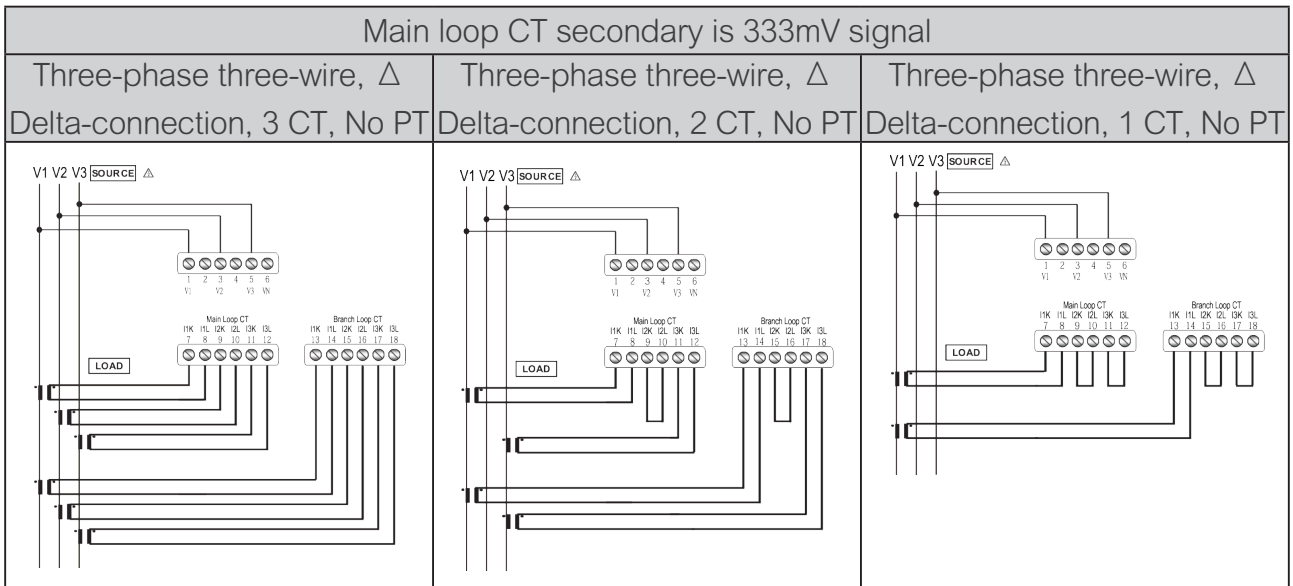 Main loop CT secondary is 333mV signal
Three-phase three-wire, Δ
Delta-connection, 3 CT, No PT
Three-phase three-wire, Δ
Delta-connection, 2 CT, No PT
Three-phase three-wire, Δ
Delta-connection, 1 CT, No PT
V1 V2 V3 SOURCE ⚠
1 2 3 4 5 6
V1 V2 V3 VN
Main Loop CT
I1K I1L I2K I2L I3K I3L
7 8 9 10 11 12
Branch Loop CT
I1K I1L I2K I2L I3K I3L
13 14 15 16 17 18
LOAD
V1 V2 V3 SOURCE ⚠
1 2 3 4 5 6
V1 V2 V3 VN
Main Loop CT
I1K I1L I2K I2L I3K I3L
7 8 9 10 11 12
Branch Loop CT
I1K I1L I2K I2L I3K I3L
13 14 15 16 17 18
LOAD
V1 V2 V3 SOURCE ⚠
1 2 3 4 5 6
V1 V2 V3 VN
Main Loop CT
I1K I1L I2K I2L I3K I3L
7 8 9 10 11 12
Branch Loop CT
I1K I1L I2K I2L I3K I3L
13 14 15 16 17 18
LOAD